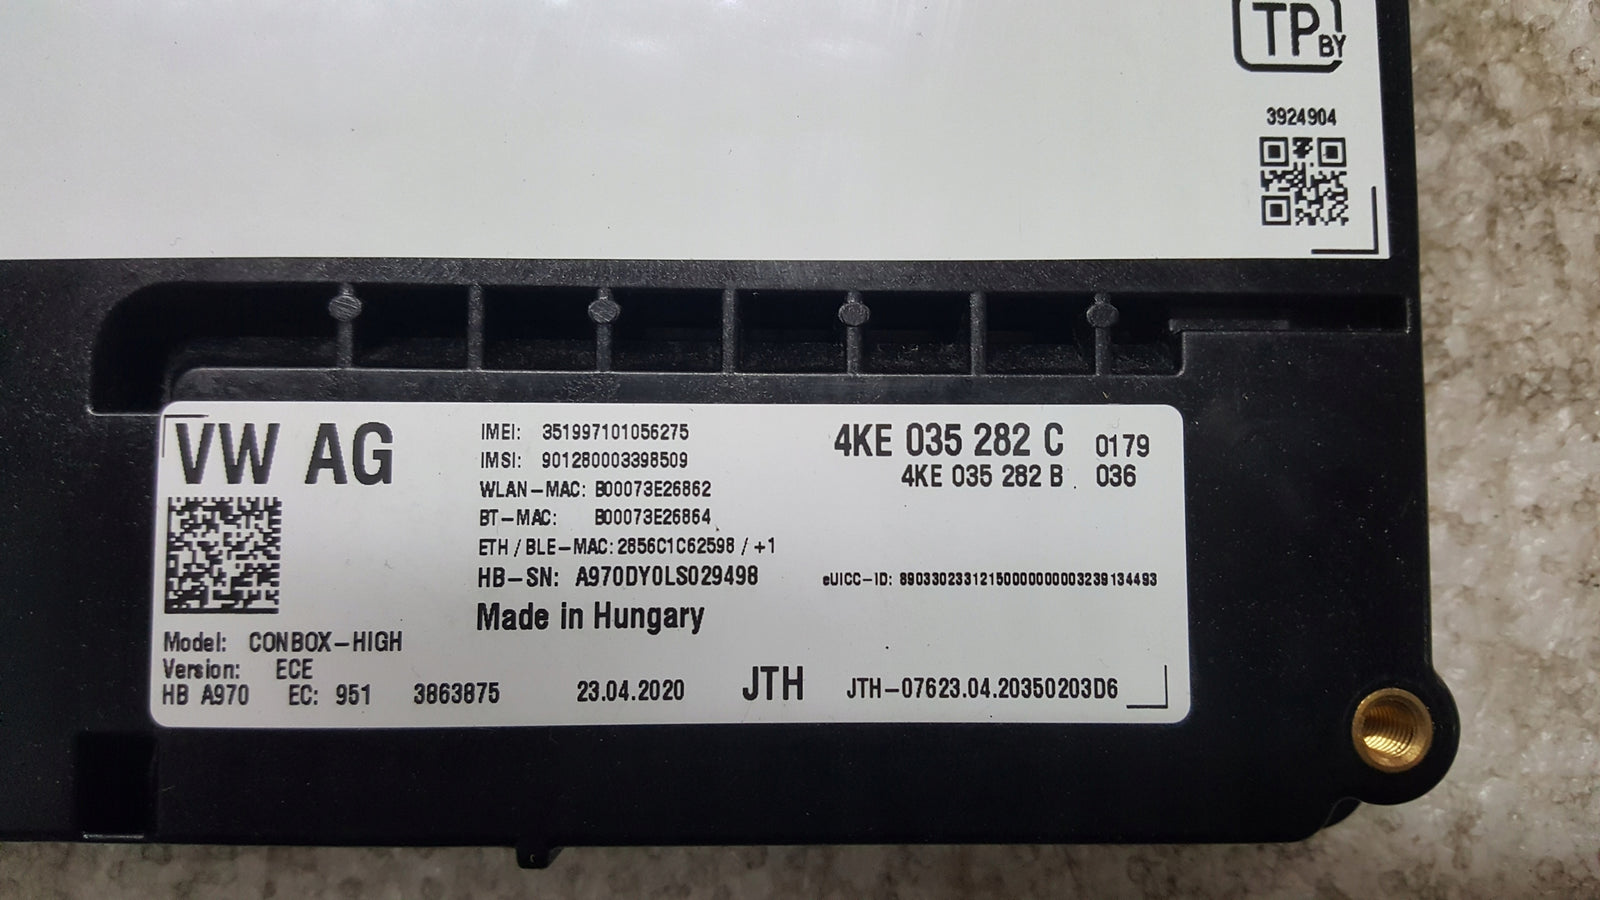 TP BY
3924904
VW AG
IMEI: 351997101056275
IMSI: 901280003398509
WLAN-MAC: B00073E26862
BT-MAC: B00073E26864
ETH / BLE-MAC: 2856C1C62598 / +1
HB-SN: A970DY0LS029498
Made in Hungary
4KE 035 282 C 0179
4KE 035 282 B 036
eUICC-ID: 89033023312150000000003239134493
Model: CONBOX-HIGH
Version: ECE
HB A970 EC: 951 3863875 23.04.2020 JTH JTH-07623.04.20350203D6